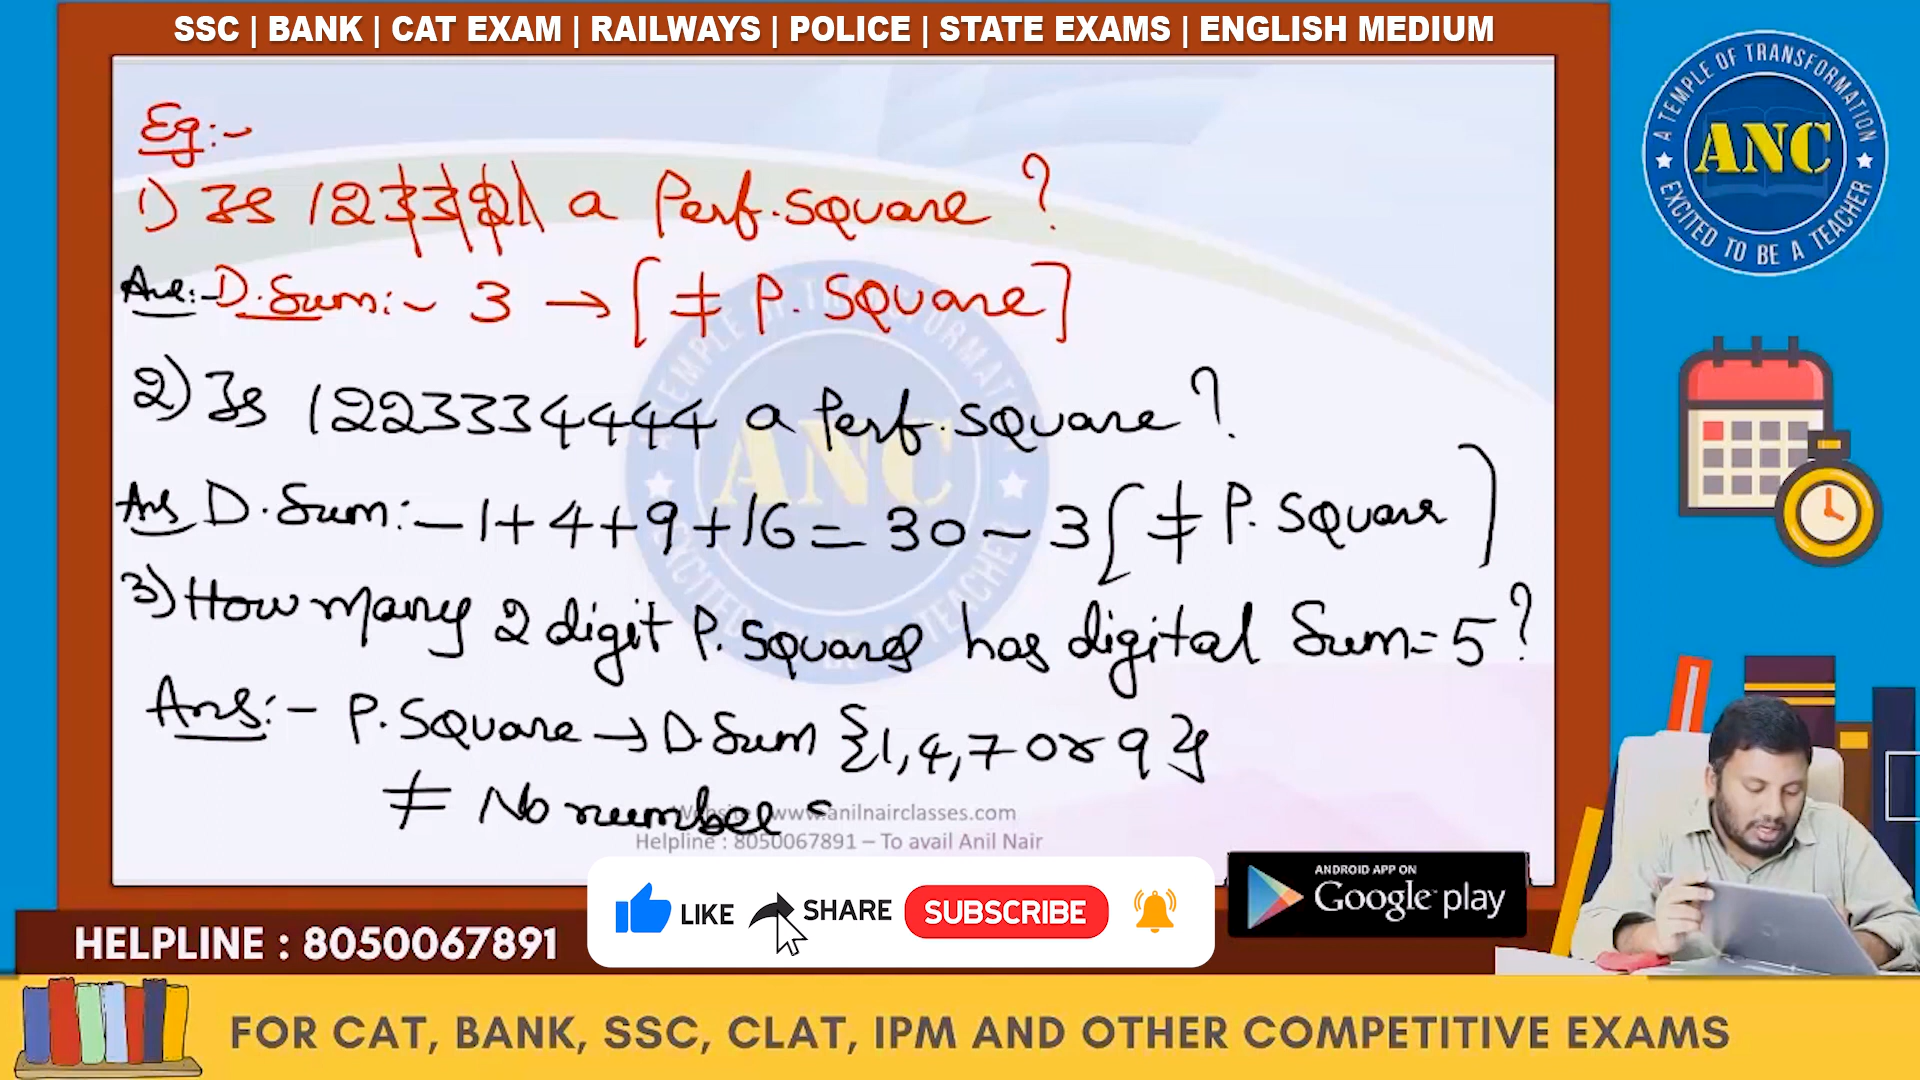 SSC | BANK | CAT EXAM | RAILWAYS | POLICE | STATE EXAMS | ENGLISH MEDIUM
A TEMPLE OF TRANSFORMATION
ANC
EXCITED TO BE A TEACHER
Eg:-
1) Is 123321 a Perf. Square ?
Ans:- D. Sum:- 3 → [ ≠ P. Square ]
2) Is 1223334444 a Perf. Square ?
Ans D. Sum:- 1+4+9+16 = 30 - 3 [ ≠ P. Square ]
3) How many 2 digit P. Squares has digital Sum = 5 ?
Ans:- P. Square → D. Sum {1,4,7 or 9}
≠ No numbers
Website : www.anilnairclasses.com
Helpline : 8050067891 – To avail Anil Nair
LIKE SHARE SUBSCRIBE
ANDROID APP ON
Google play
HELPLINE : 8050067891
FOR CAT, BANK, SSC, CLAT, IPM AND OTHER COMPETITIVE EXAMS